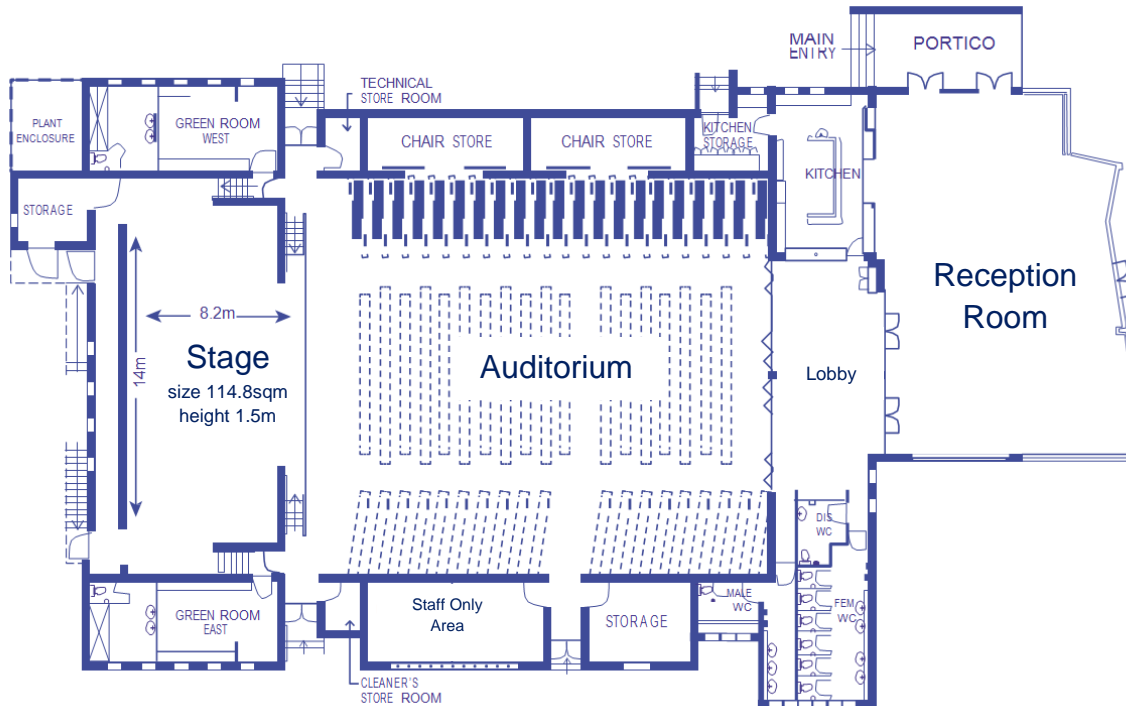 MAIN
ENTRY
PORTICO
TECHNICAL
STORE ROOM
PLANT
ENCLOSURE
GREEN ROOM
WEST
CHAIR STORE
CHAIR STORE
KITCHEN
STORAGE
KITCHEN
STORAGE
Reception
Room
8.2m
14m
Stage
size 114.8sqm
height 1.5m
Auditorium
Lobby
DIS
WC
GREEN ROOM
EAST
Staff Only
Area
STORAGE
MALE
WC
FEM
WC
CLEANER'S
STORE ROOM